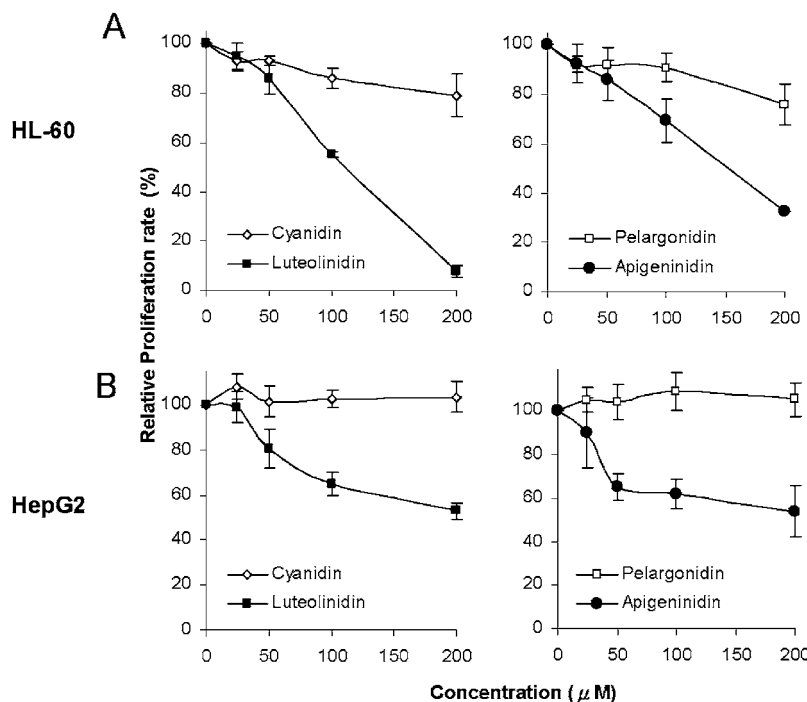 A
HL-60
Relative Proliferation rate (%)
100
80
60
40
20
0
Cyanidin
Luteolinidin
0 50 100 150 200
100
80
60
40
20
0
Pelargonidin
Apigeninidin
0 50 100 150 200
B
HepG2
100
80
60
40
20
0
Cyanidin
Luteolinidin
0 50 100 150 200
100
80
60
40
20
0
Pelargonidin
Apigeninidin
0 50 100 150 200
Concentration (μM)